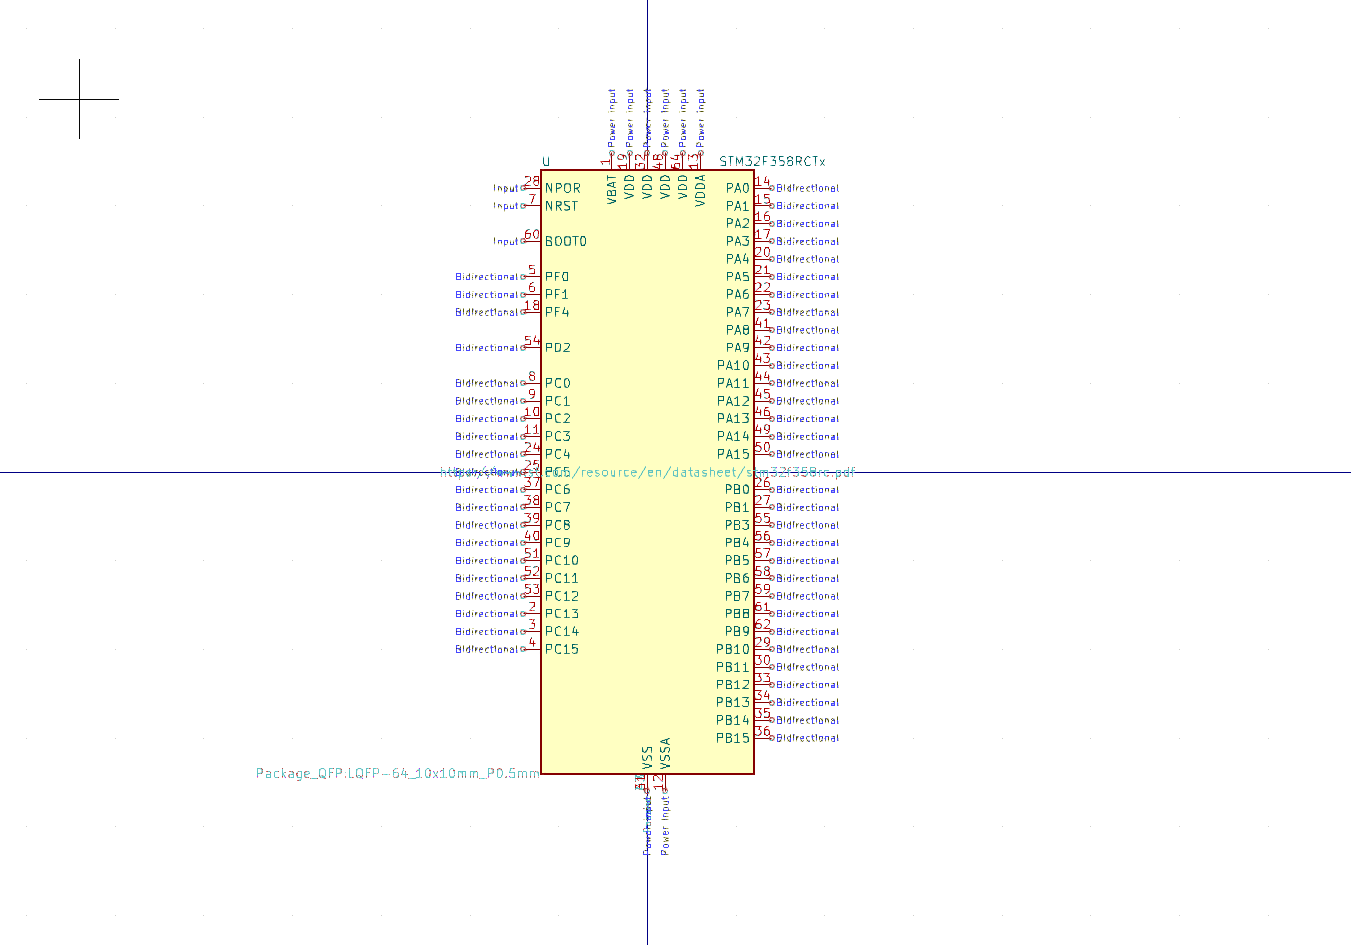 Power Input Power Input Power Input Power Input Power Input Power Input
1 19 32 48 64 13
U STM32F358RCTx
VBAT VDD VDD VDD VDD VDDA
Input 28 NPOR PA0 14 Bidirectional
Input 7 NRST PA1 15 Bidirectional
PA2 16 Bidirectional
Input 60 BOOT0 PA3 17 Bidirectional
PA4 20 Bidirectional
Bidirectional 5 PF0 PA5 21 Bidirectional
Bidirectional 6 PF1 PA6 22 Bidirectional
Bidirectional 18 PF4 PA7 23 Bidirectional
PA8 41 Bidirectional
Bidirectional 54 PD2 PA9 42 Bidirectional
PA10 43 Bidirectional
Bidirectional 8 PC0 PA11 44 Bidirectional
Bidirectional 9 PC1 PA12 45 Bidirectional
Bidirectional 10 PC2 PA13 46 Bidirectional
Bidirectional 11 PC3 PA14 49 Bidirectional
Bidirectional 24 PC4 PA15 50 Bidirectional
25 PC5 /resource/en/datasheet/stm32f358rc.pdf
Bidirectional 37 PC6 PB0 26 Bidirectional
Bidirectional 38 PC7 PB1 27 Bidirectional
Bidirectional 39 PC8 PB3 55 Bidirectional
Bidirectional 40 PC9 PB4 56 Bidirectional
Bidirectional 51 PC10 PB5 57 Bidirectional
Bidirectional 52 PC11 PB6 58 Bidirectional
Bidirectional 53 PC12 PB7 59 Bidirectional
Bidirectional 2 PC13 PB8 61 Bidirectional
Bidirectional 3 PC14 PB9 62 Bidirectional
Bidirectional 4 PC15 PB10 29 Bidirectional
PB11 30 Bidirectional
PB12 33 Bidirectional
PB13 34 Bidirectional
PB14 35 Bidirectional
PB15 36 Bidirectional
VSS VSSA
Package_QFP:LQFP-64_10x10mm_P0.5mm
12
Power Input